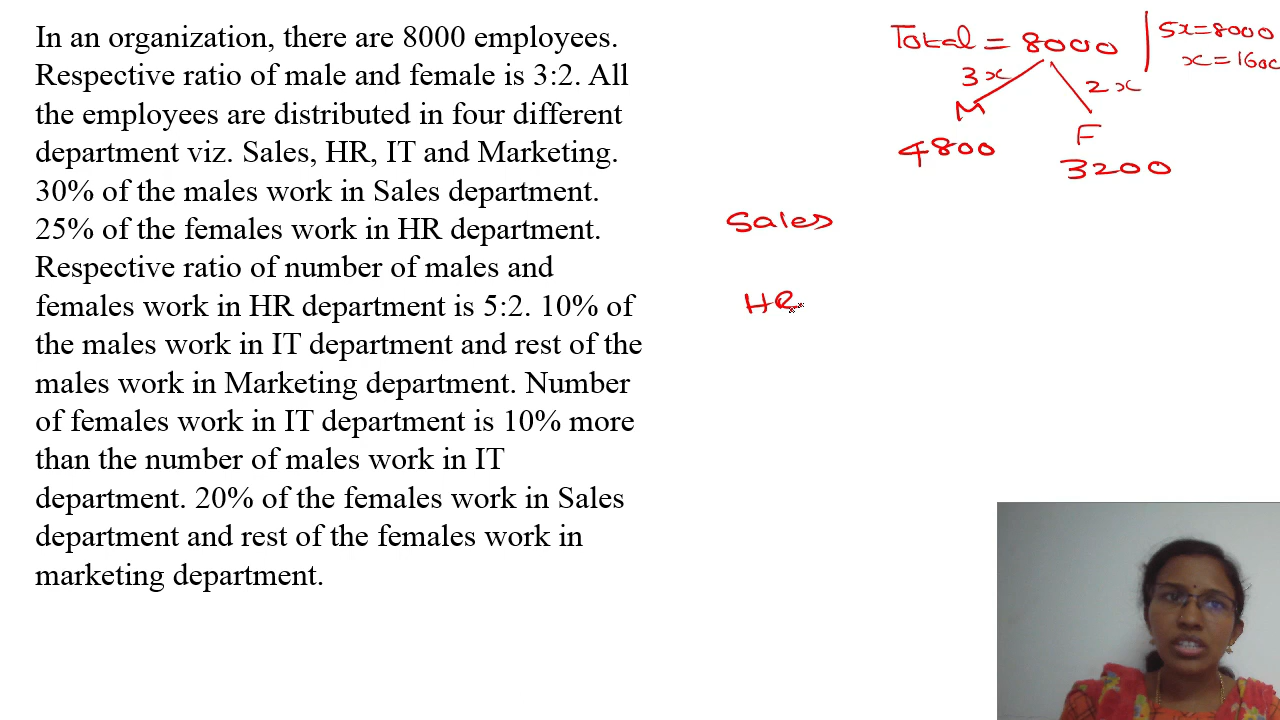 In an organization, there are 8000 employees.
Respective ratio of male and female is 3:2. All
the employees are distributed in four different
department viz. Sales, HR, IT and Marketing.
30% of the males work in Sales department.
25% of the females work in HR department.
Respective ratio of number of males and
females work in HR department is 5:2. 10% of
the males work in IT department and rest of the
males work in Marketing department. Number
of females work in IT department is 10% more
than the number of males work in IT
department. 20% of the females work in Sales
department and rest of the females work in
marketing department.
Total = 8000
3x 2x
M F
4800 3200
5x=8000
x=1600
Sales
HR